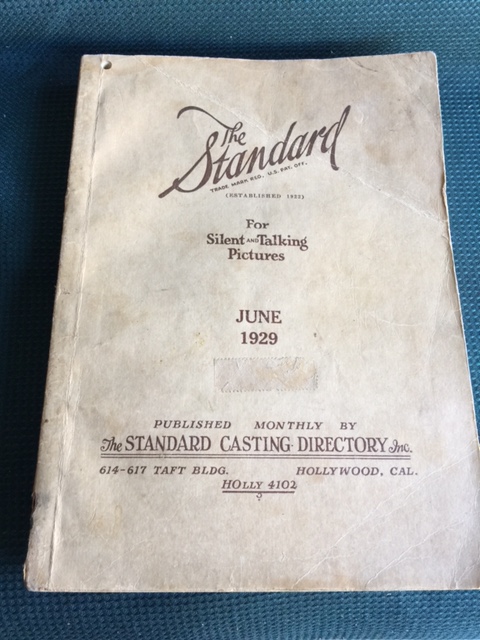 The
Standard
TRADE MARK REG. U.S. PAT. OFF.
(ESTABLISHED 1922)
For
Silent AND Talking
Pictures
JUNE
1929
PUBLISHED MONTHLY BY
The STANDARD CASTING DIRECTORY Inc.
614-617 TAFT BLDG. HOLLYWOOD, CAL.
HOLLY 4102